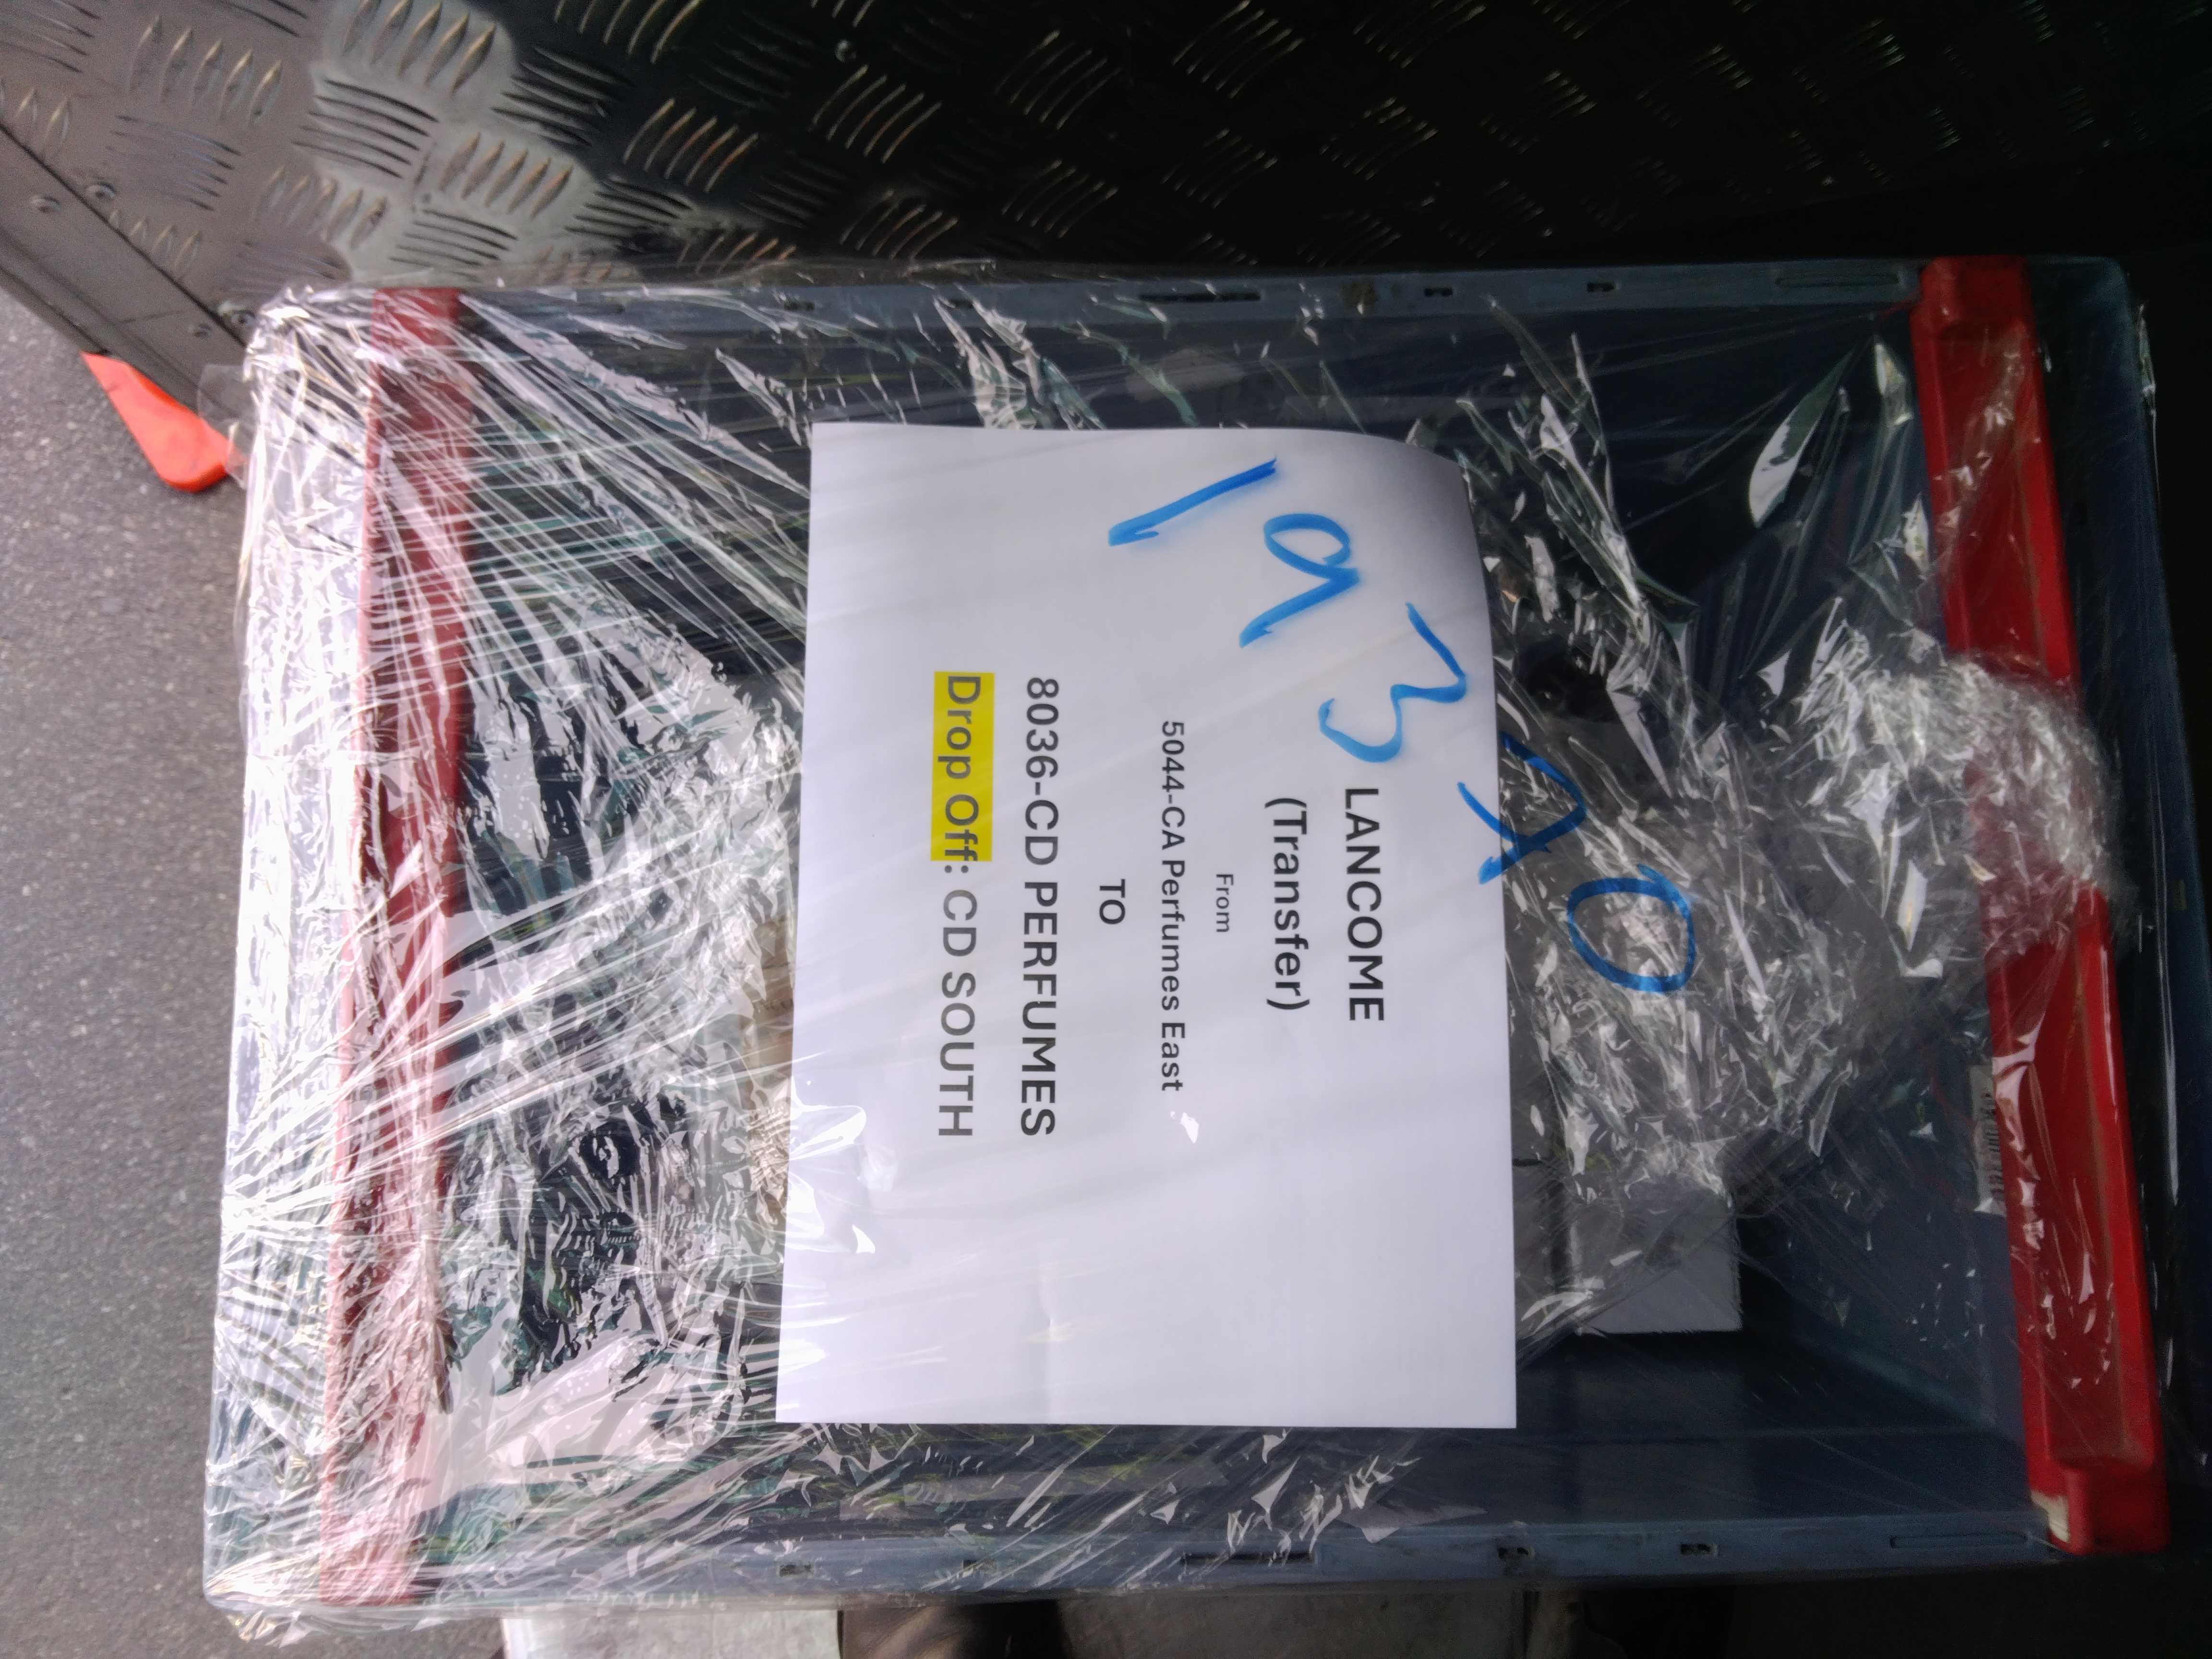 19370
LANCOME
(Transfer)
From
5044-CA Perfumes East
TO
8036-CD PERFUMES
Drop Off: CD SOUTH